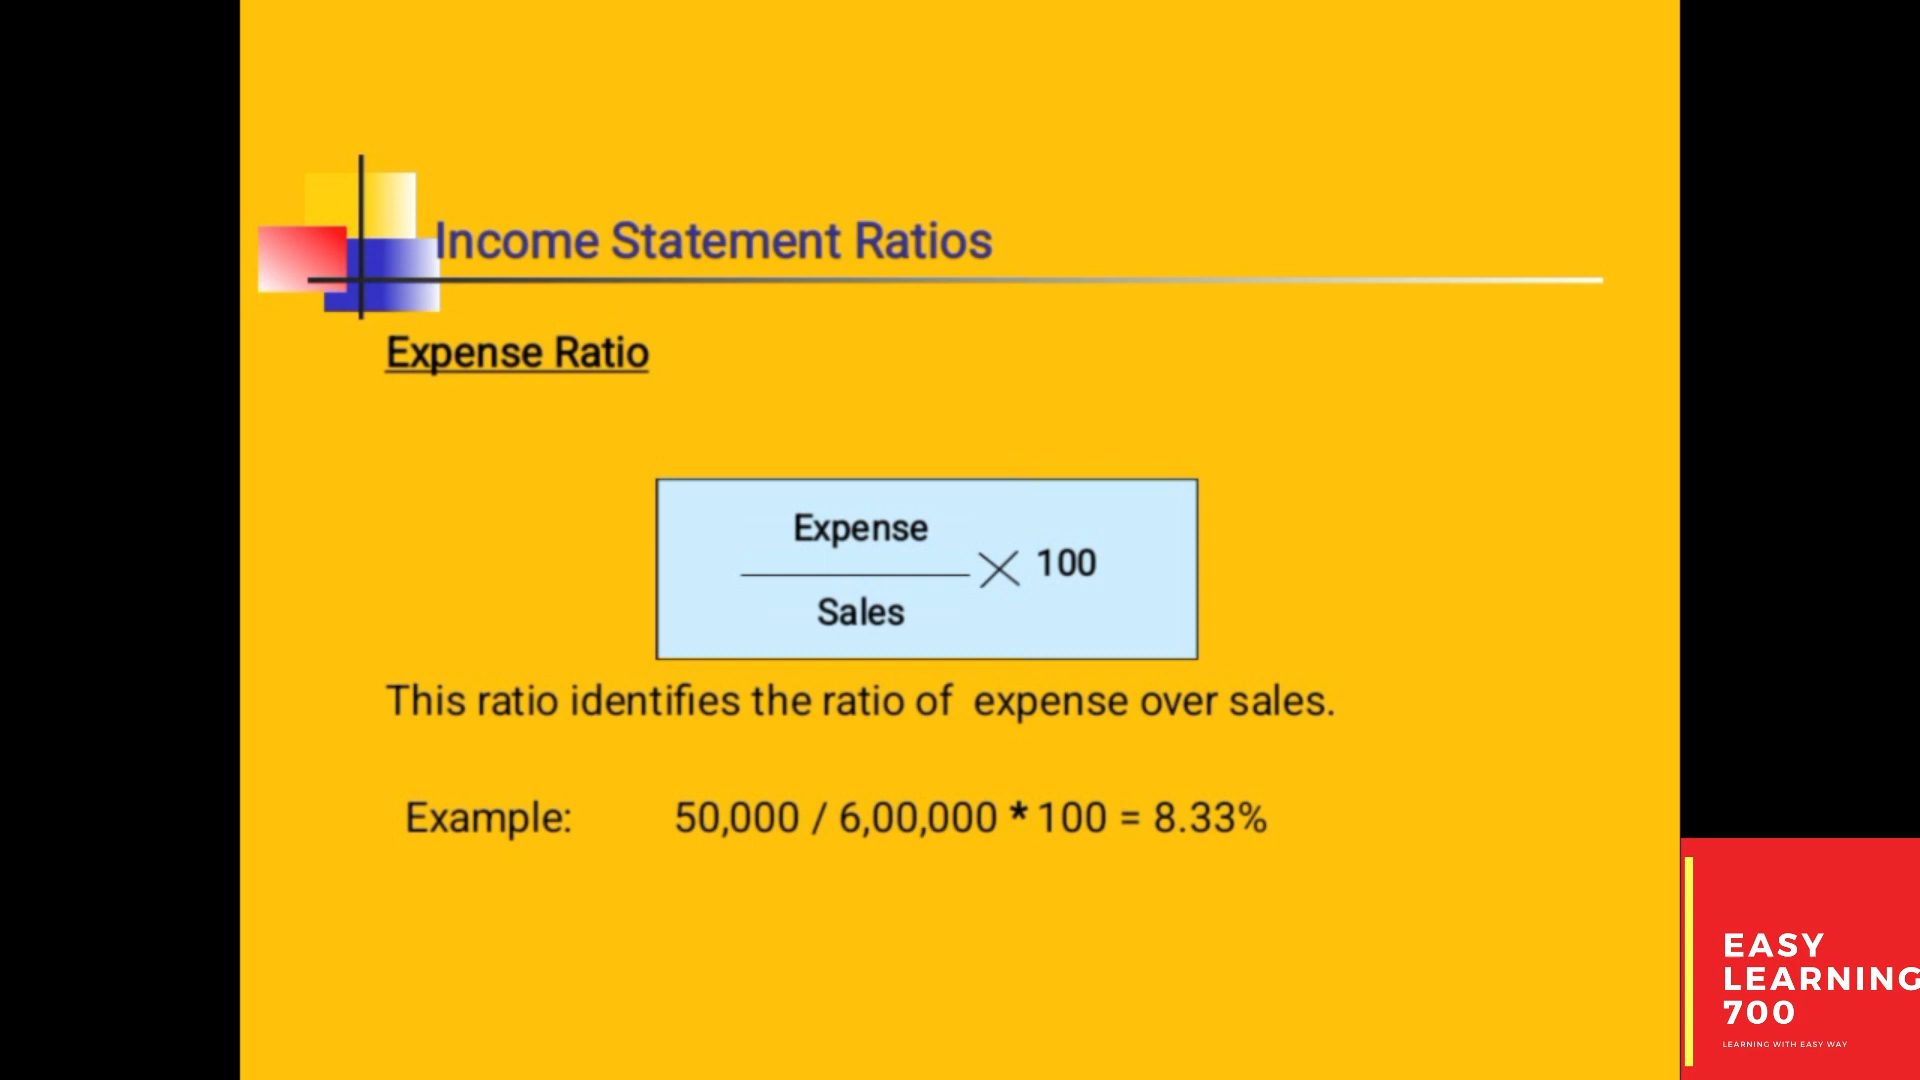 Income Statement Ratios
Expense Ratio
Expense
100
Sales
This ratio identifies the ratio of expense over sales.
Example: 50,000 / 6,00,000 * 100 = 8.33%
EASY
LEARNING
700
LEARNING WITH EASY WAY